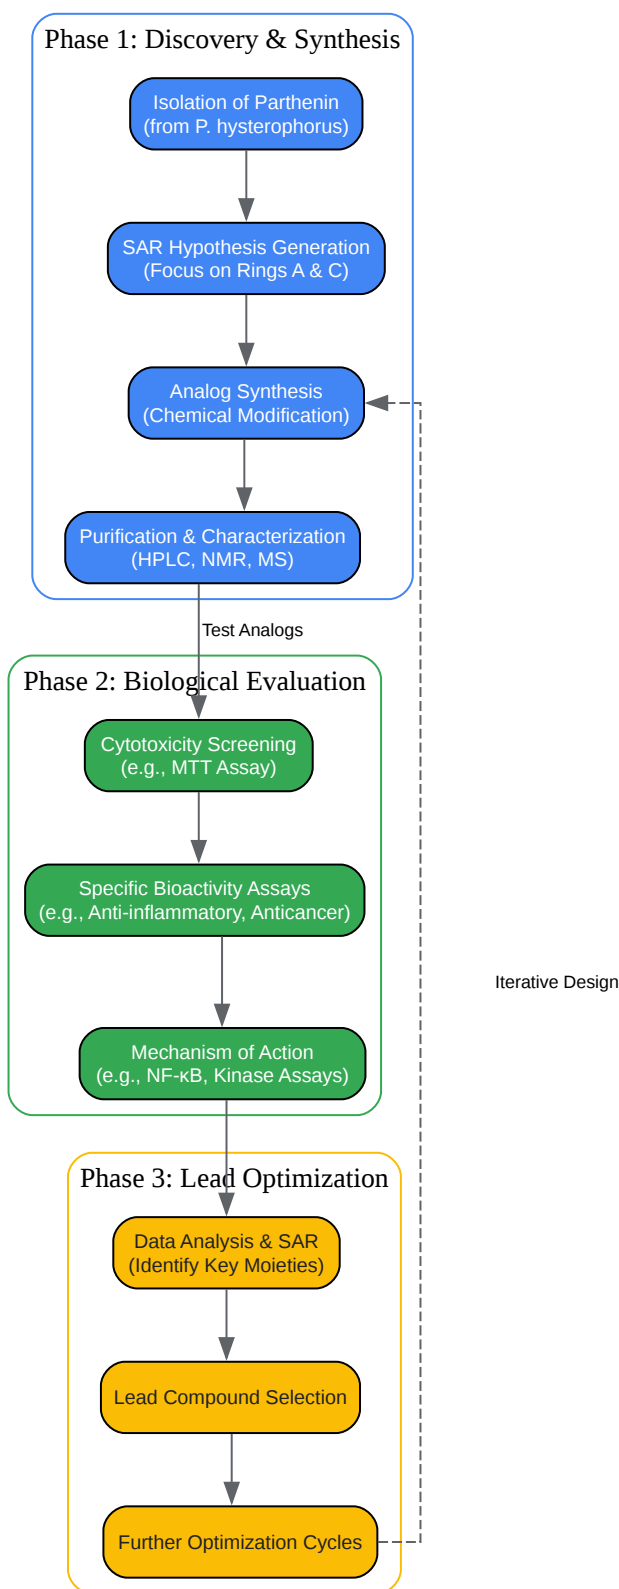 Phase 1: Discovery & Synthesis
Isolation of Parthenin
(from P. hysterophorus)
SAR Hypothesis Generation
(Focus on Rings A & C)
Analog Synthesis
(Chemical Modification)
Purification & Characterization
(HPLC, NMR, MS)
Test Analogs
Phase 2: Biological Evaluation
Cytotoxicity Screening
(e.g., MTT Assay)
Specific Bioactivity Assays
(e.g., Anti-inflammatory, Anticancer)
Iterative Design
Mechanism of Action
(e.g., NF-κB, Kinase Assays)
Phase 3: Lead Optimization
Data Analysis & SAR
(Identify Key Moieties)
Lead Compound Selection
Further Optimization Cycles